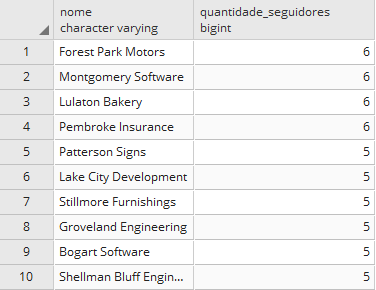 nome quantidade_seguidores
character varying bigint
1 Forest Park Motors 6
2 Montgomery Software 6
3 Lulaton Bakery 6
4 Pembroke Insurance 6
5 Patterson Signs 5
6 Lake City Development 5
7 Stillmore Furnishings 5
8 Groveland Engineering 5
9 Bogart Software 5
10 Shellman Bluff Engin... 5